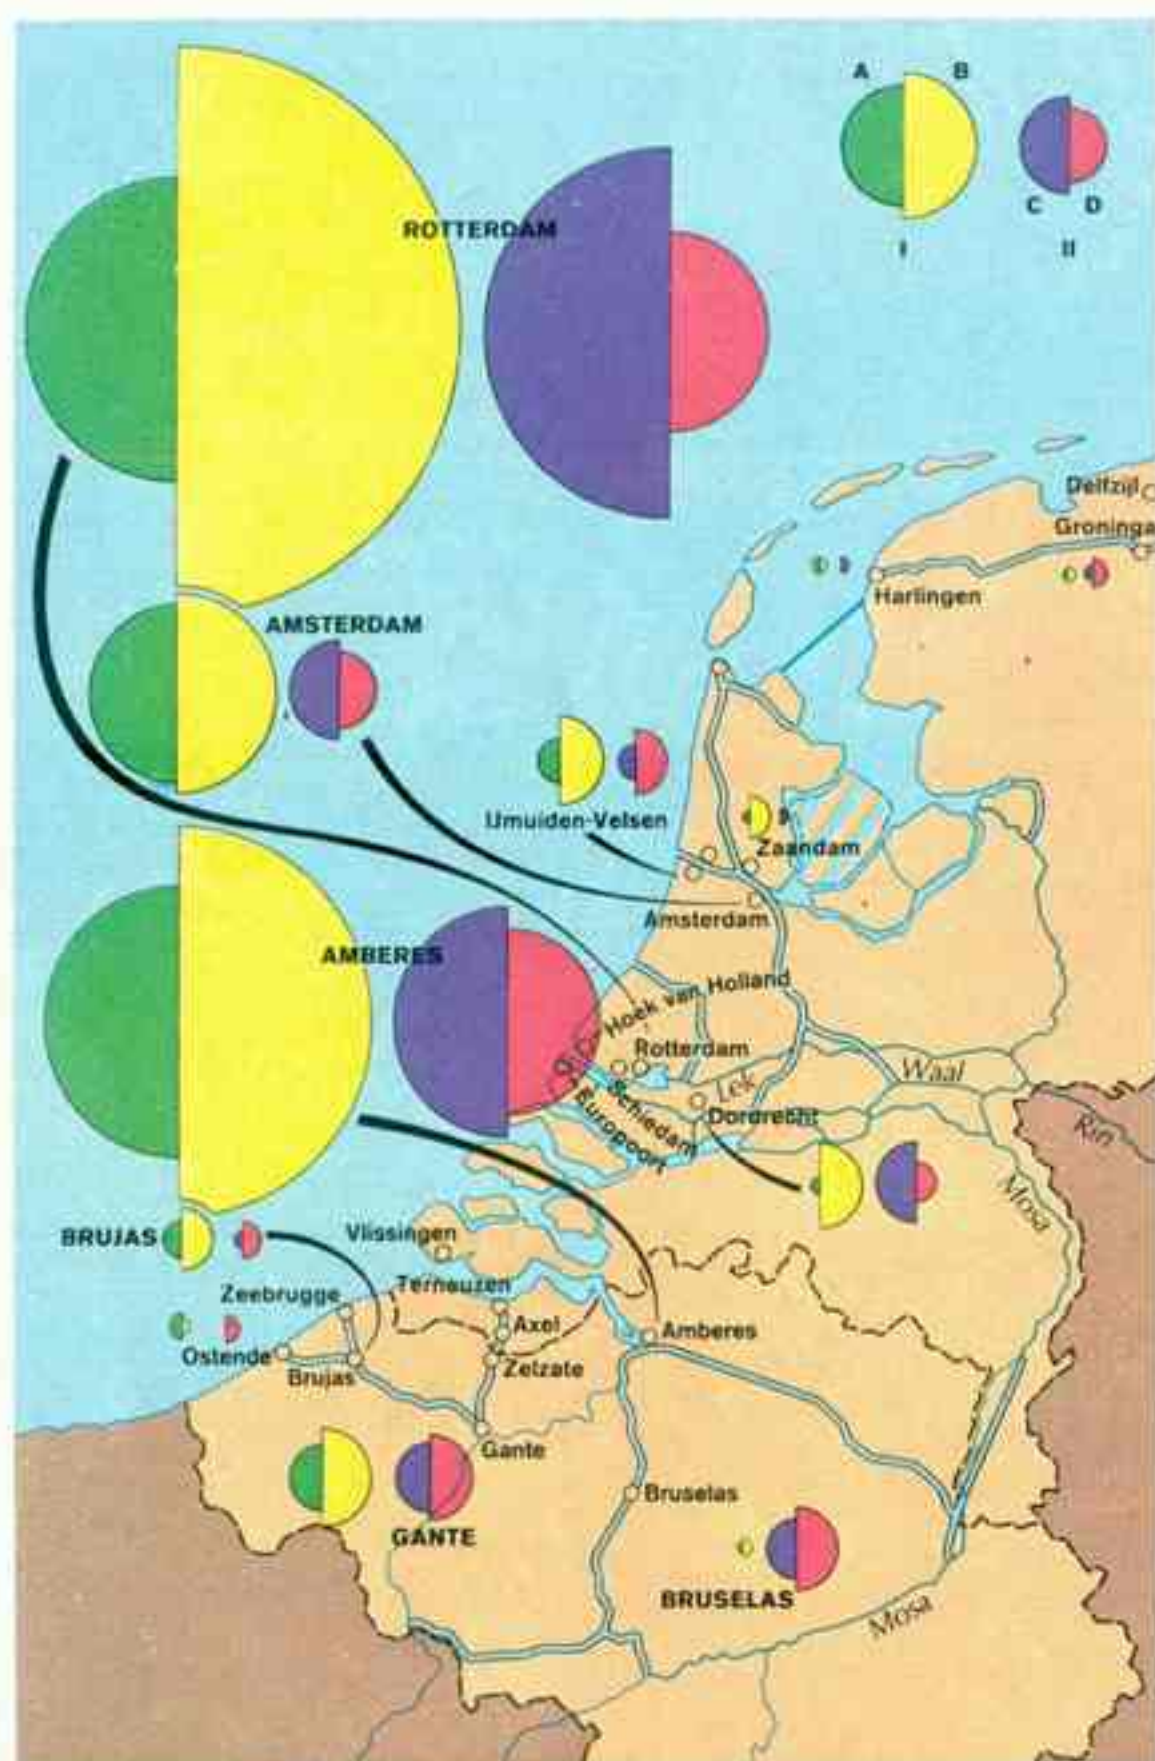 A B
C D
I II
ROTTERDAM
Delfzijl
Groninga
Harlingen
AMSTERDAM
IJmuiden-Velsen
Zaandam
Amsterdam
AMBERES
Hoek van Holland
Rotterdam
Schiedam
Europoort
Lek
Waal
Dordrecht
Rin
Mosa
BRUJAS
Vlissingen
Terneuzen
Zeebrugge
Axel
Amberes
Ostende
Brujas
Zelzate
Gante
GANTE
Bruselas
BRUSELAS
Mosa